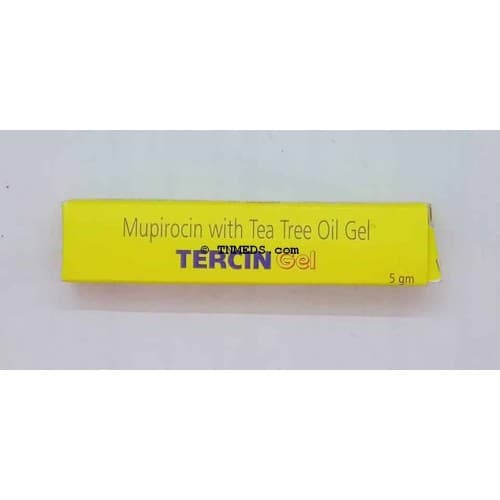 Mupirocin with Tea Tree Oil Gel
© TNMEDS.com
TERCIN Gel
5 gm